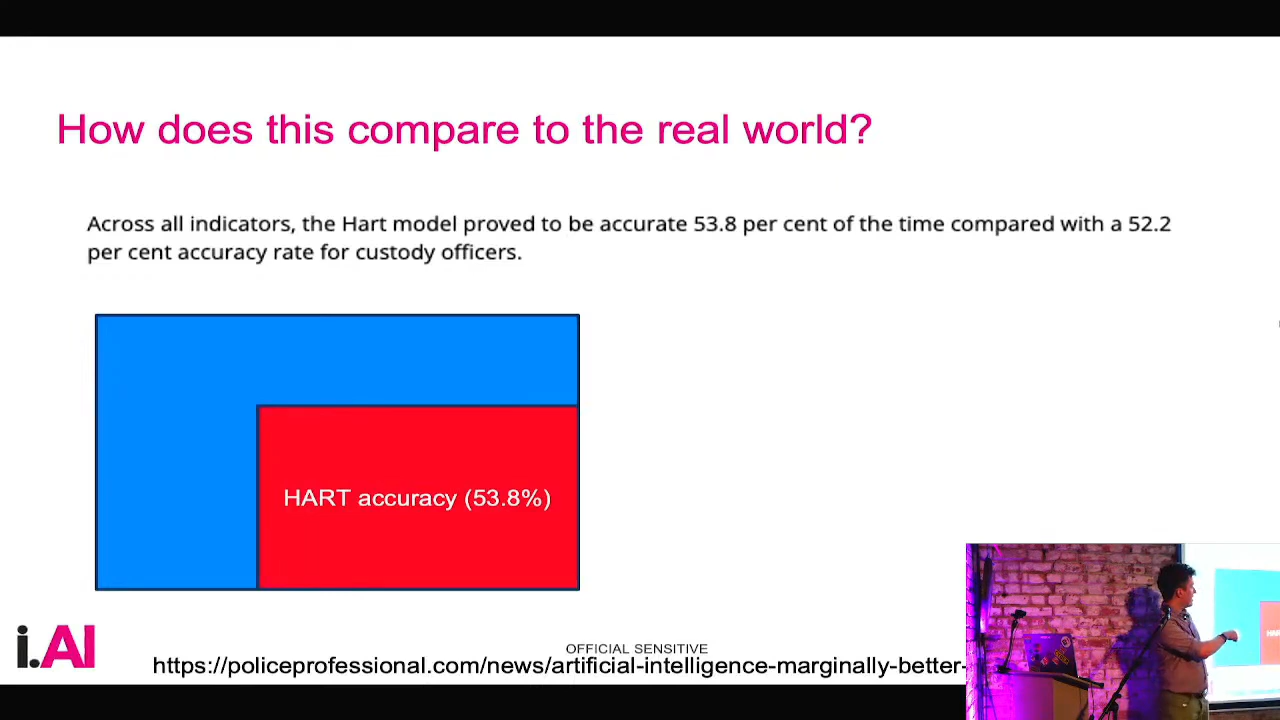 How does this compare to the real world?
Across all indicators, the Hart model proved to be accurate 53.8 per cent of the time compared with a 52.2
per cent accuracy rate for custody officers.
HART accuracy (53.8%)
i.AI
OFFICIAL SENSITIVE
https://policeprofessional.com/news/artificial-intelligence-marginally-better-